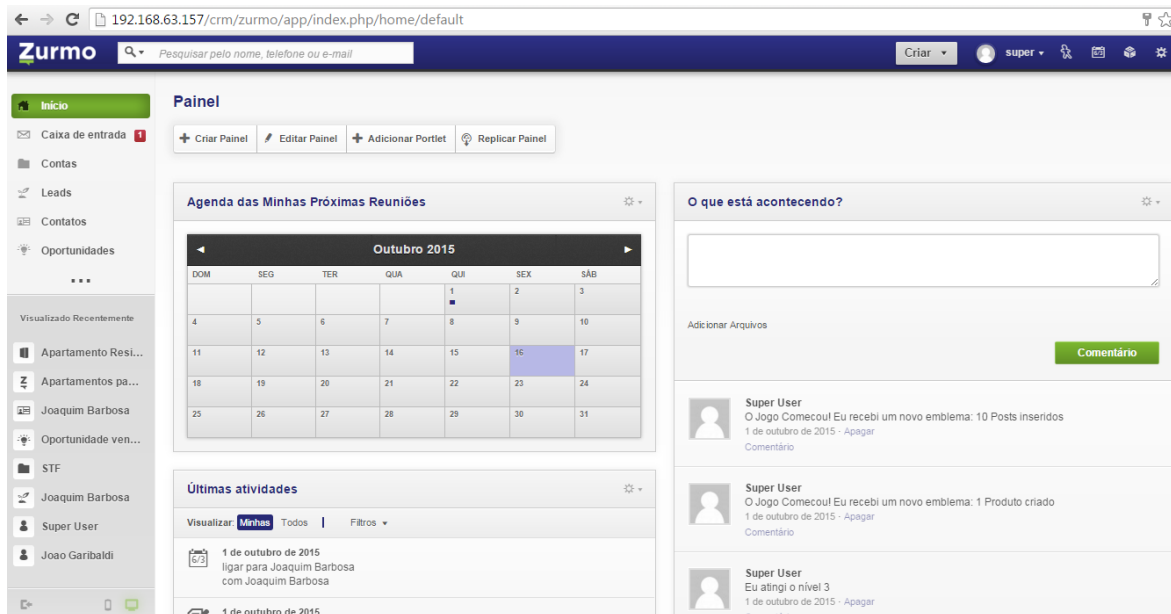 192.168.63.157/crm/zurmo/app/index.php/home/default
Zurmo
Pesquisar pelo nome, telefone ou e-mail
Criar
super
Início
Caixa de entrada 1
Contas
Leads
Contatos
Oportunidades
...
Visualizado Recentemente
Apartamento Resi...
Apartamentos pa...
Joaquim Barbosa
Oportunidade ven...
STF
Joaquim Barbosa
Super User
Joao Garibaldi
Painel
Criar Painel Editar Painel Adicionar Portlet Replicar Painel
Agenda das Minhas Próximas Reuniões
Outubro 2015
DOM SEG TER QUA QUI SEX SÁB
1 2 3
4 5 6 7 8 9 10
11 12 13 14 15 16 17
18 19 20 21 22 23 24
25 26 27 28 29 30 31
Últimas atividades
Visualizar: Minhas Todos | Filtros
6/3
1 de outubro de 2015
ligar para Joaquim Barbosa
com Joaquim Barbosa
1 de outubro de 2015
O que está acontecendo?
Adicionar Arquivos
Comentário
Super User
O Jogo Comecou! Eu recebi um novo emblema: 10 Posts inseridos
1 de outubro de 2015 - Apagar
Comentário
Super User
O Jogo Comecou! Eu recebi um novo emblema: 1 Produto criado
1 de outubro de 2015 - Apagar
Comentário
Super User
Eu atingi o nível 3
1 de outubro de 2015 - Apagar